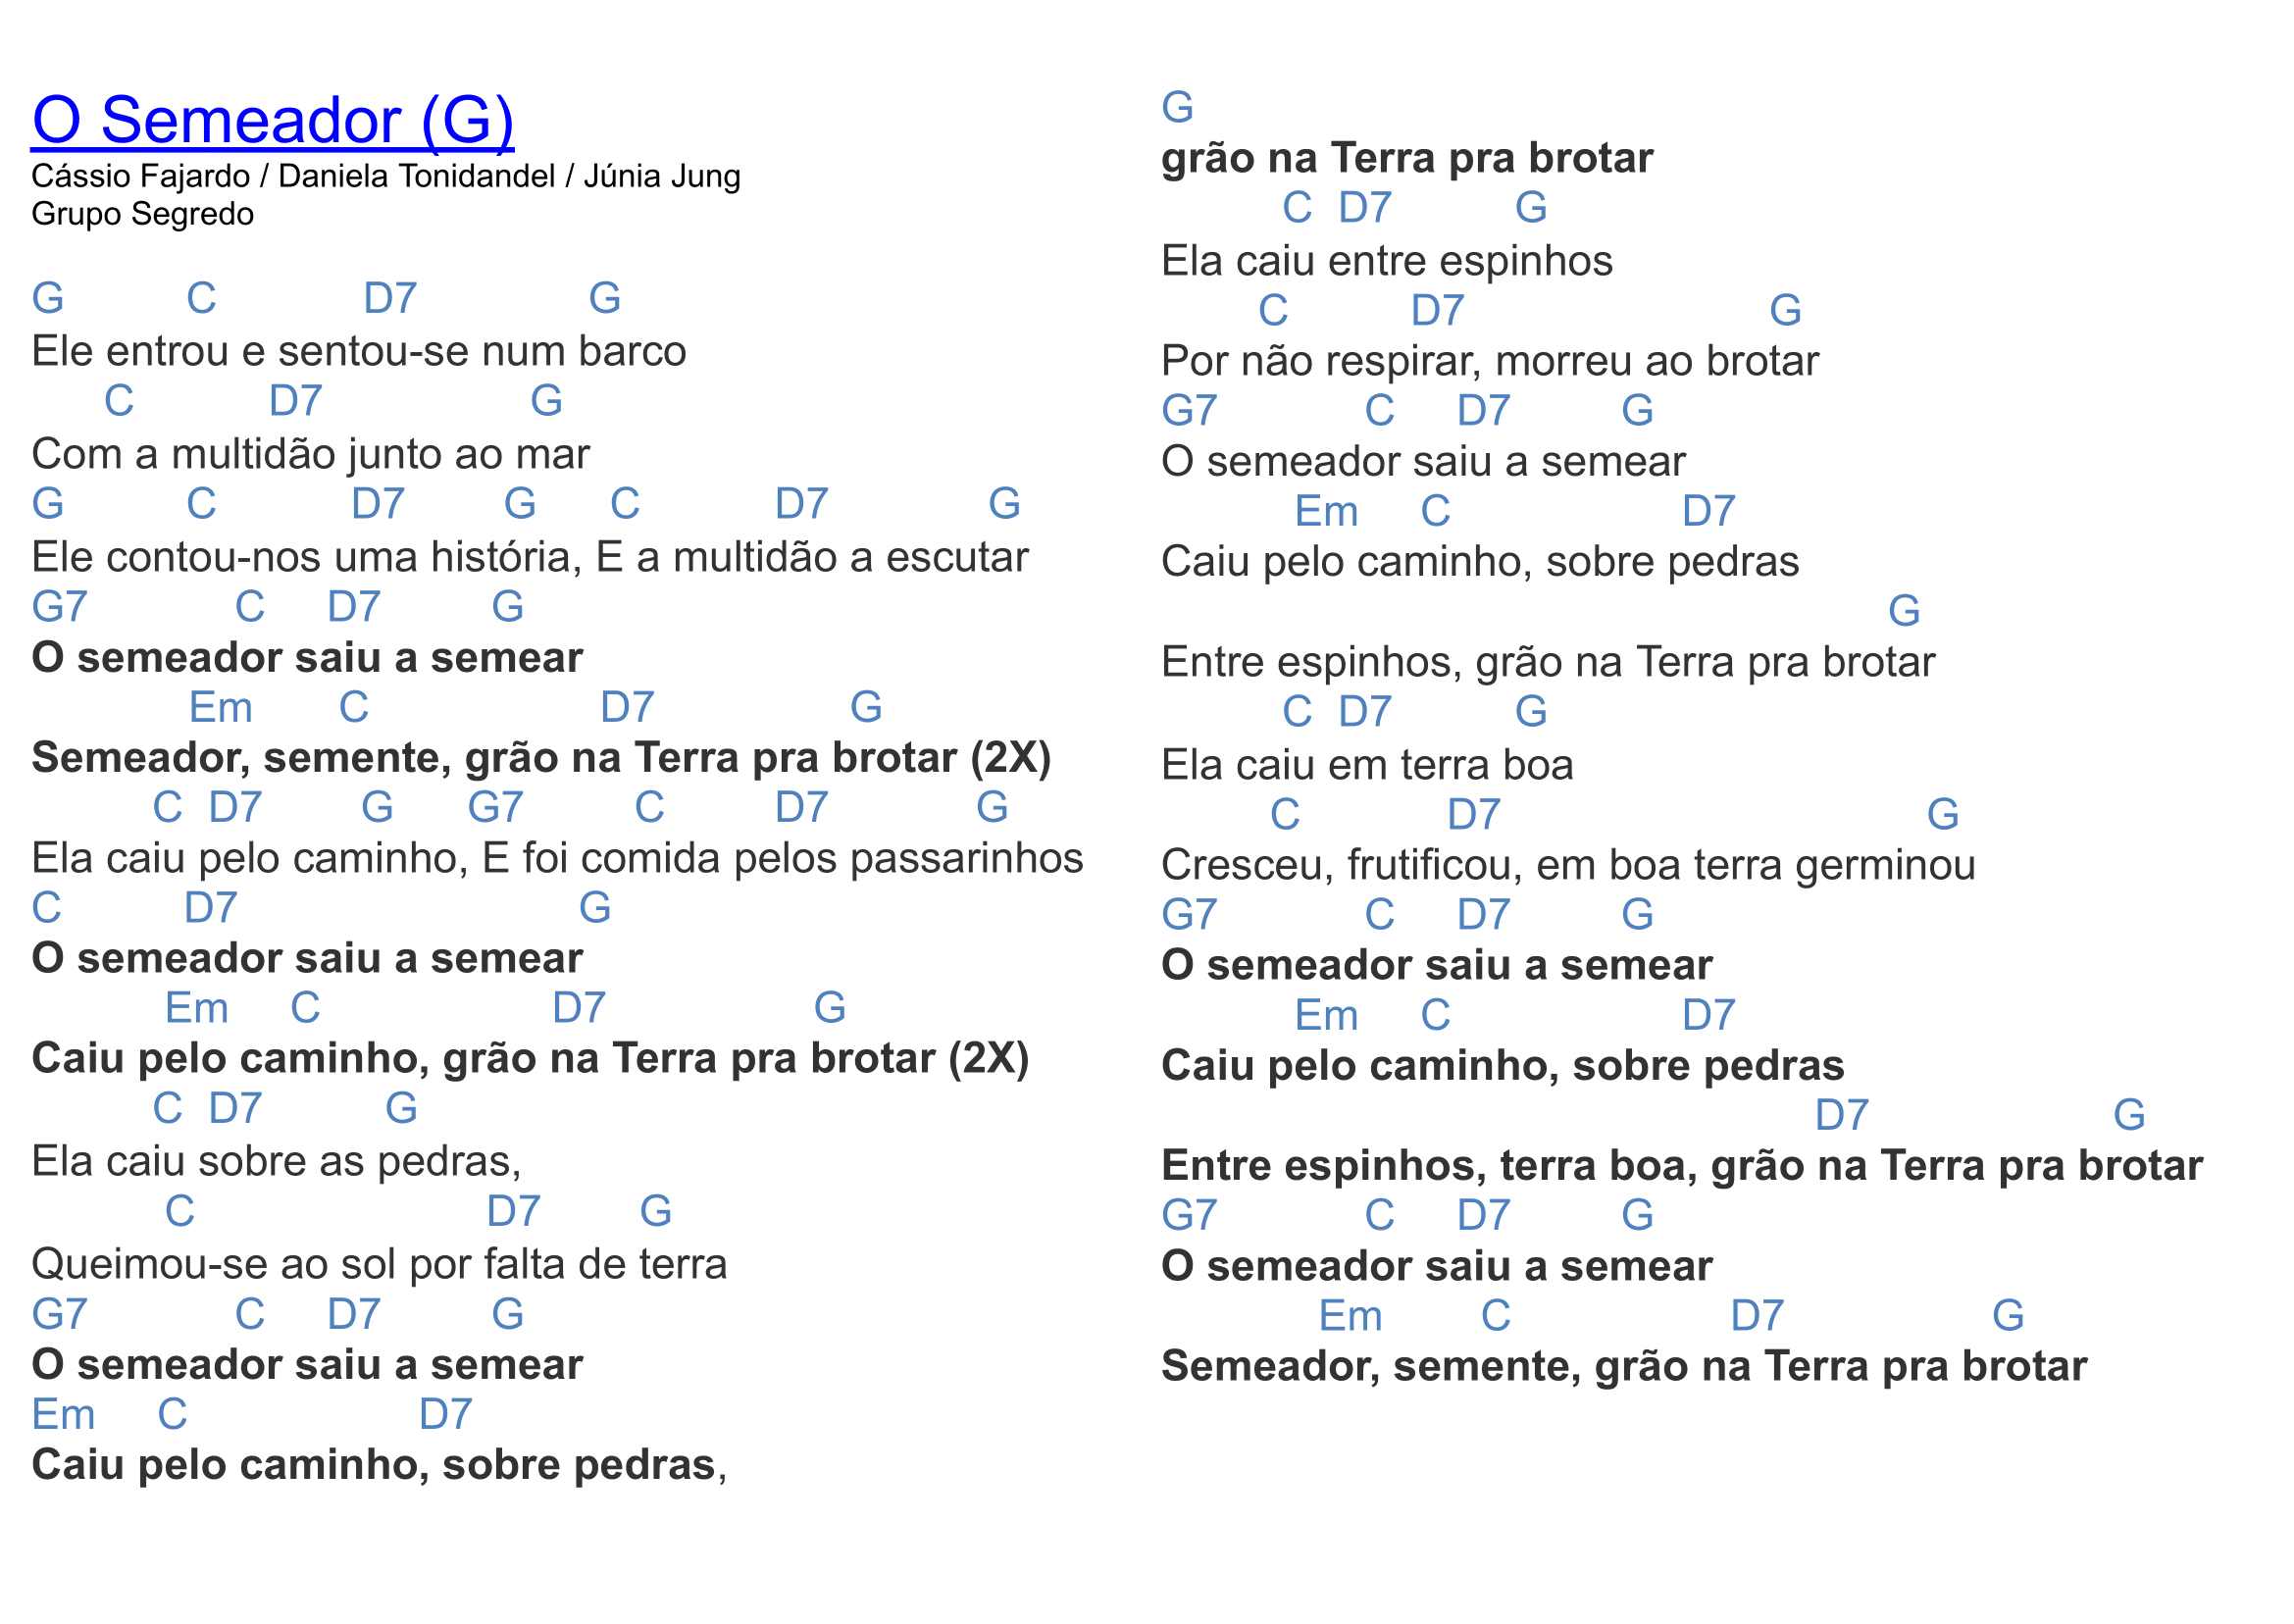 O Semeador (G)
Cássio Fajardo / Daniela Tonidandel / Júnia Jung
Grupo Segredo
G C D7 G
Ele entrou e sentou-se num barco
C D7 G
Com a multidão junto ao mar
G C D7 G C D7 G
Ele contou-nos uma história, E a multidão a escutar
G7 C D7 G
O semeador saiu a semear
Em C D7 G
Semeador, semente, grão na Terra pra brotar (2X)
C D7 G G7 C D7 G
Ela caiu pelo caminho, E foi comida pelos passarinhos
C D7 G
O semeador saiu a semear
Em C D7 G
Caiu pelo caminho, grão na Terra pra brotar (2X)
C D7 G
Ela caiu sobre as pedras,
C D7 G
Queimou-se ao sol por falta de terra
G7 C D7 G
O semeador saiu a semear
Em C D7
Caiu pelo caminho, sobre pedras,
G
grão na Terra pra brotar
C D7 G
Ela caiu entre espinhos
C D7 G
Por não respirar, morreu ao brotar
G7 C D7 G
O semeador saiu a semear
Em C D7
Caiu pelo caminho, sobre pedras
G
Entre espinhos, grão na Terra pra brotar
C D7 G
Ela caiu em terra boa
C D7 G
Cresceu, frutificou, em boa terra germinou
G7 C D7 G
O semeador saiu a semear
Em C D7
Caiu pelo caminho, sobre pedras
D7 G
Entre espinhos, terra boa, grão na Terra pra brotar
G7 C D7 G
O semeador saiu a semear
Em C D7 G
Semeador, semente, grão na Terra pra brotar